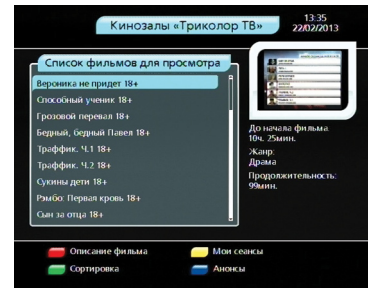 Кинозалы «Триколор ТВ»
13:35
22/02/2013
Список фильмов для просмотра
Вероника не придет 18+
Способный ученик 18+
Грозовой перевал 18+
Бедный, бедный Павел 18+
Траффик. Ч.1 18+
Траффик. Ч.2 18+
Сукины дети 18+
Рэмбо: Первая кровь 18+
Сын за отца 18+
До начала фильма
10ч. 25мин.
Жанр:
Драма
Продолжительность:
99мин.
Описание фильма
Мои сеансы
Сортировка
Анонсы